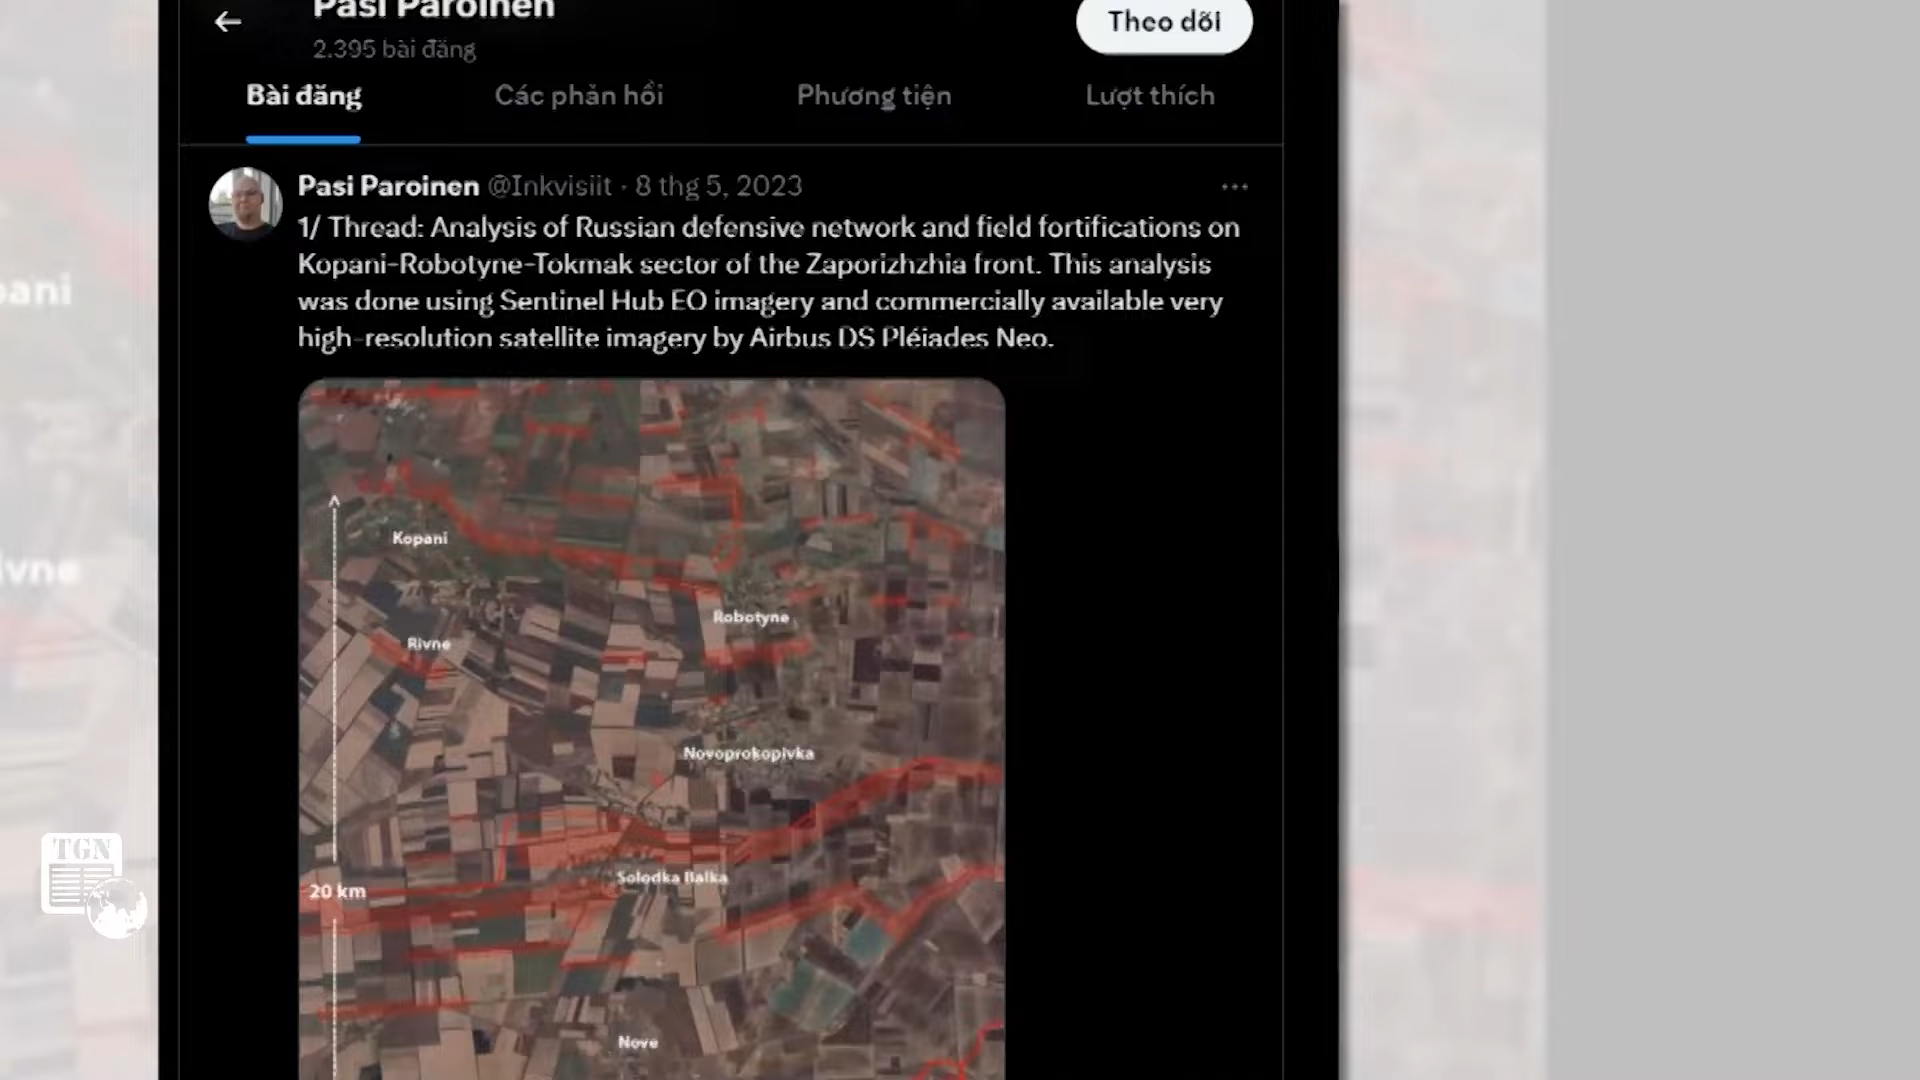 Pasi Paroinen
2.395 bài đăng
Theo dõi
Bài đăng
Các phản hồi
Phương tiện
Lượt thích
Pasi Paroinen @Inkvisiit · 8 thg 5, 2023
1/ Thread: Analysis of Russian defensive network and field fortifications on
Kopani-Robotyne-Tokmak sector of the Zaporizhzhia front. This analysis
was done using Sentinel Hub EO imagery and commercially available very
high-resolution satellite imagery by Airbus DS Pléiades Neo.
Kopani
Robotyne
Rivne
Novoprokopivka
Solodka Balka
20 km
Nove
pani
ivne
TGN